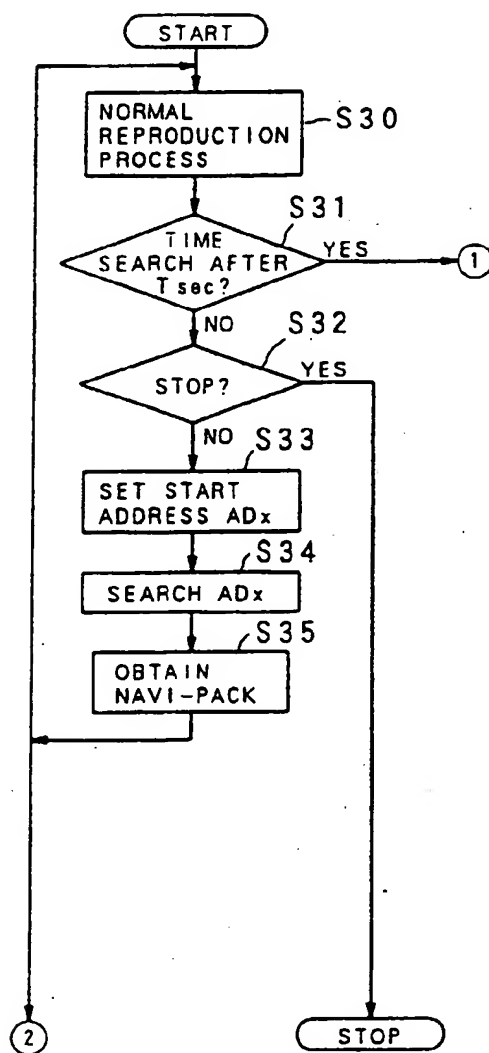 START
NORMAL
REPRODUCTION
PROCESS
S30
S31
TIME
SEARCH AFTER
T sec?
YES
1
NO
S32
STOP?
YES
NO
S33
SET START
ADDRESS ADx
S34
SEARCH ADx
S35
OBTAIN
NAVI-PACK
2
STOP